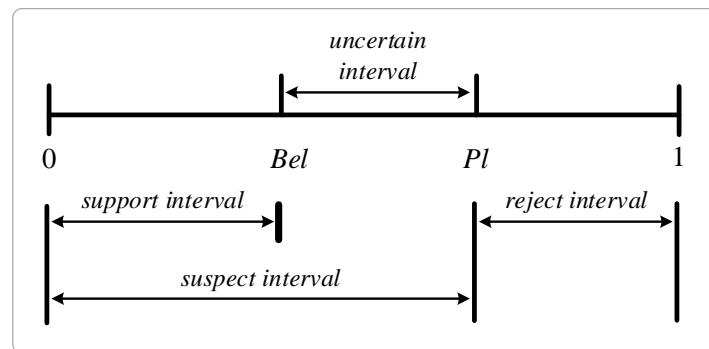 uncertain
interval
0 Bel Pl 1
support interval reject interval
suspect interval